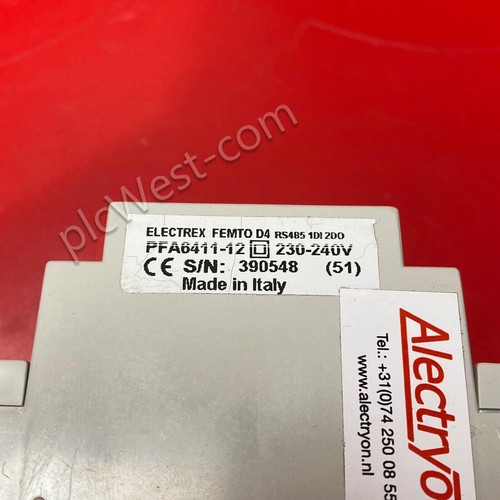 plcWest-com
ELECTREX FEMTO D4 RS485 1DI 2DO
PFA6411-12 230-240V
CE S/N: 390548 (51)
Made in Italy
Alectryon
Tel.: +31(0)74 250 08 55
www.alectryon.nl